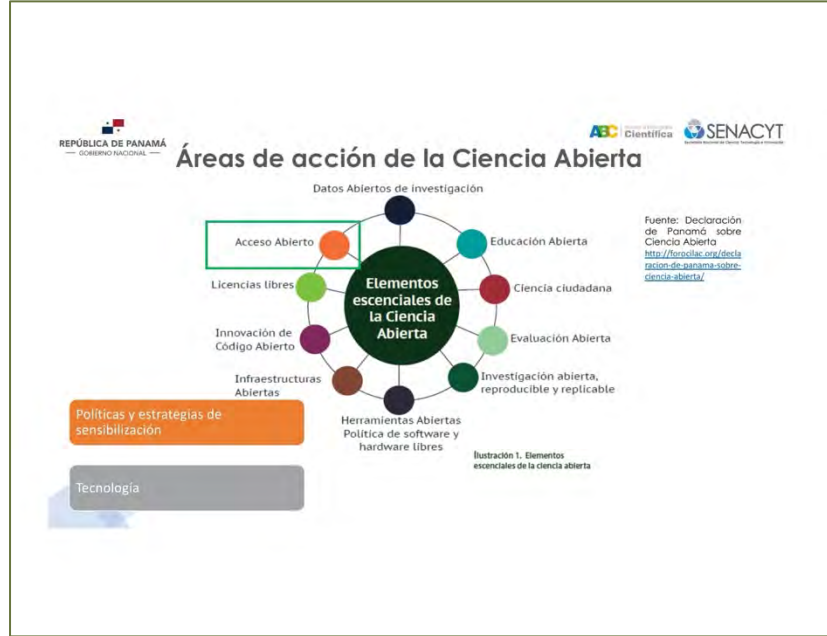 REPÚBLICA DE PANAMÁ
— GOBIERNO NACIONAL —
ABC
Científica
SENACYT
Áreas de acción de la Ciencia Abierta
Datos Abiertos de investigación
Acceso Abierto
Educación Abierta
Licencias libres
Ciencia ciudadana
Elementos
escenciales de
la Ciencia
Abierta
Innovación de
Código Abierto
Evaluación Abierta
Infraestructuras
Abiertas
Investigación abierta,
reproducible y replicable
Herramientas Abiertas
Política de software y
hardware libres
Ilustración 1. Elementos
escenciales de la ciencia abierta
Fuente: Declaración
de Panamá sobre
Ciencia Abierta
http://forocilac.org/decla
racion-de-panama-sobre-
ciencia-abierta/
Políticas y estrategias de
sensibilización
Tecnología